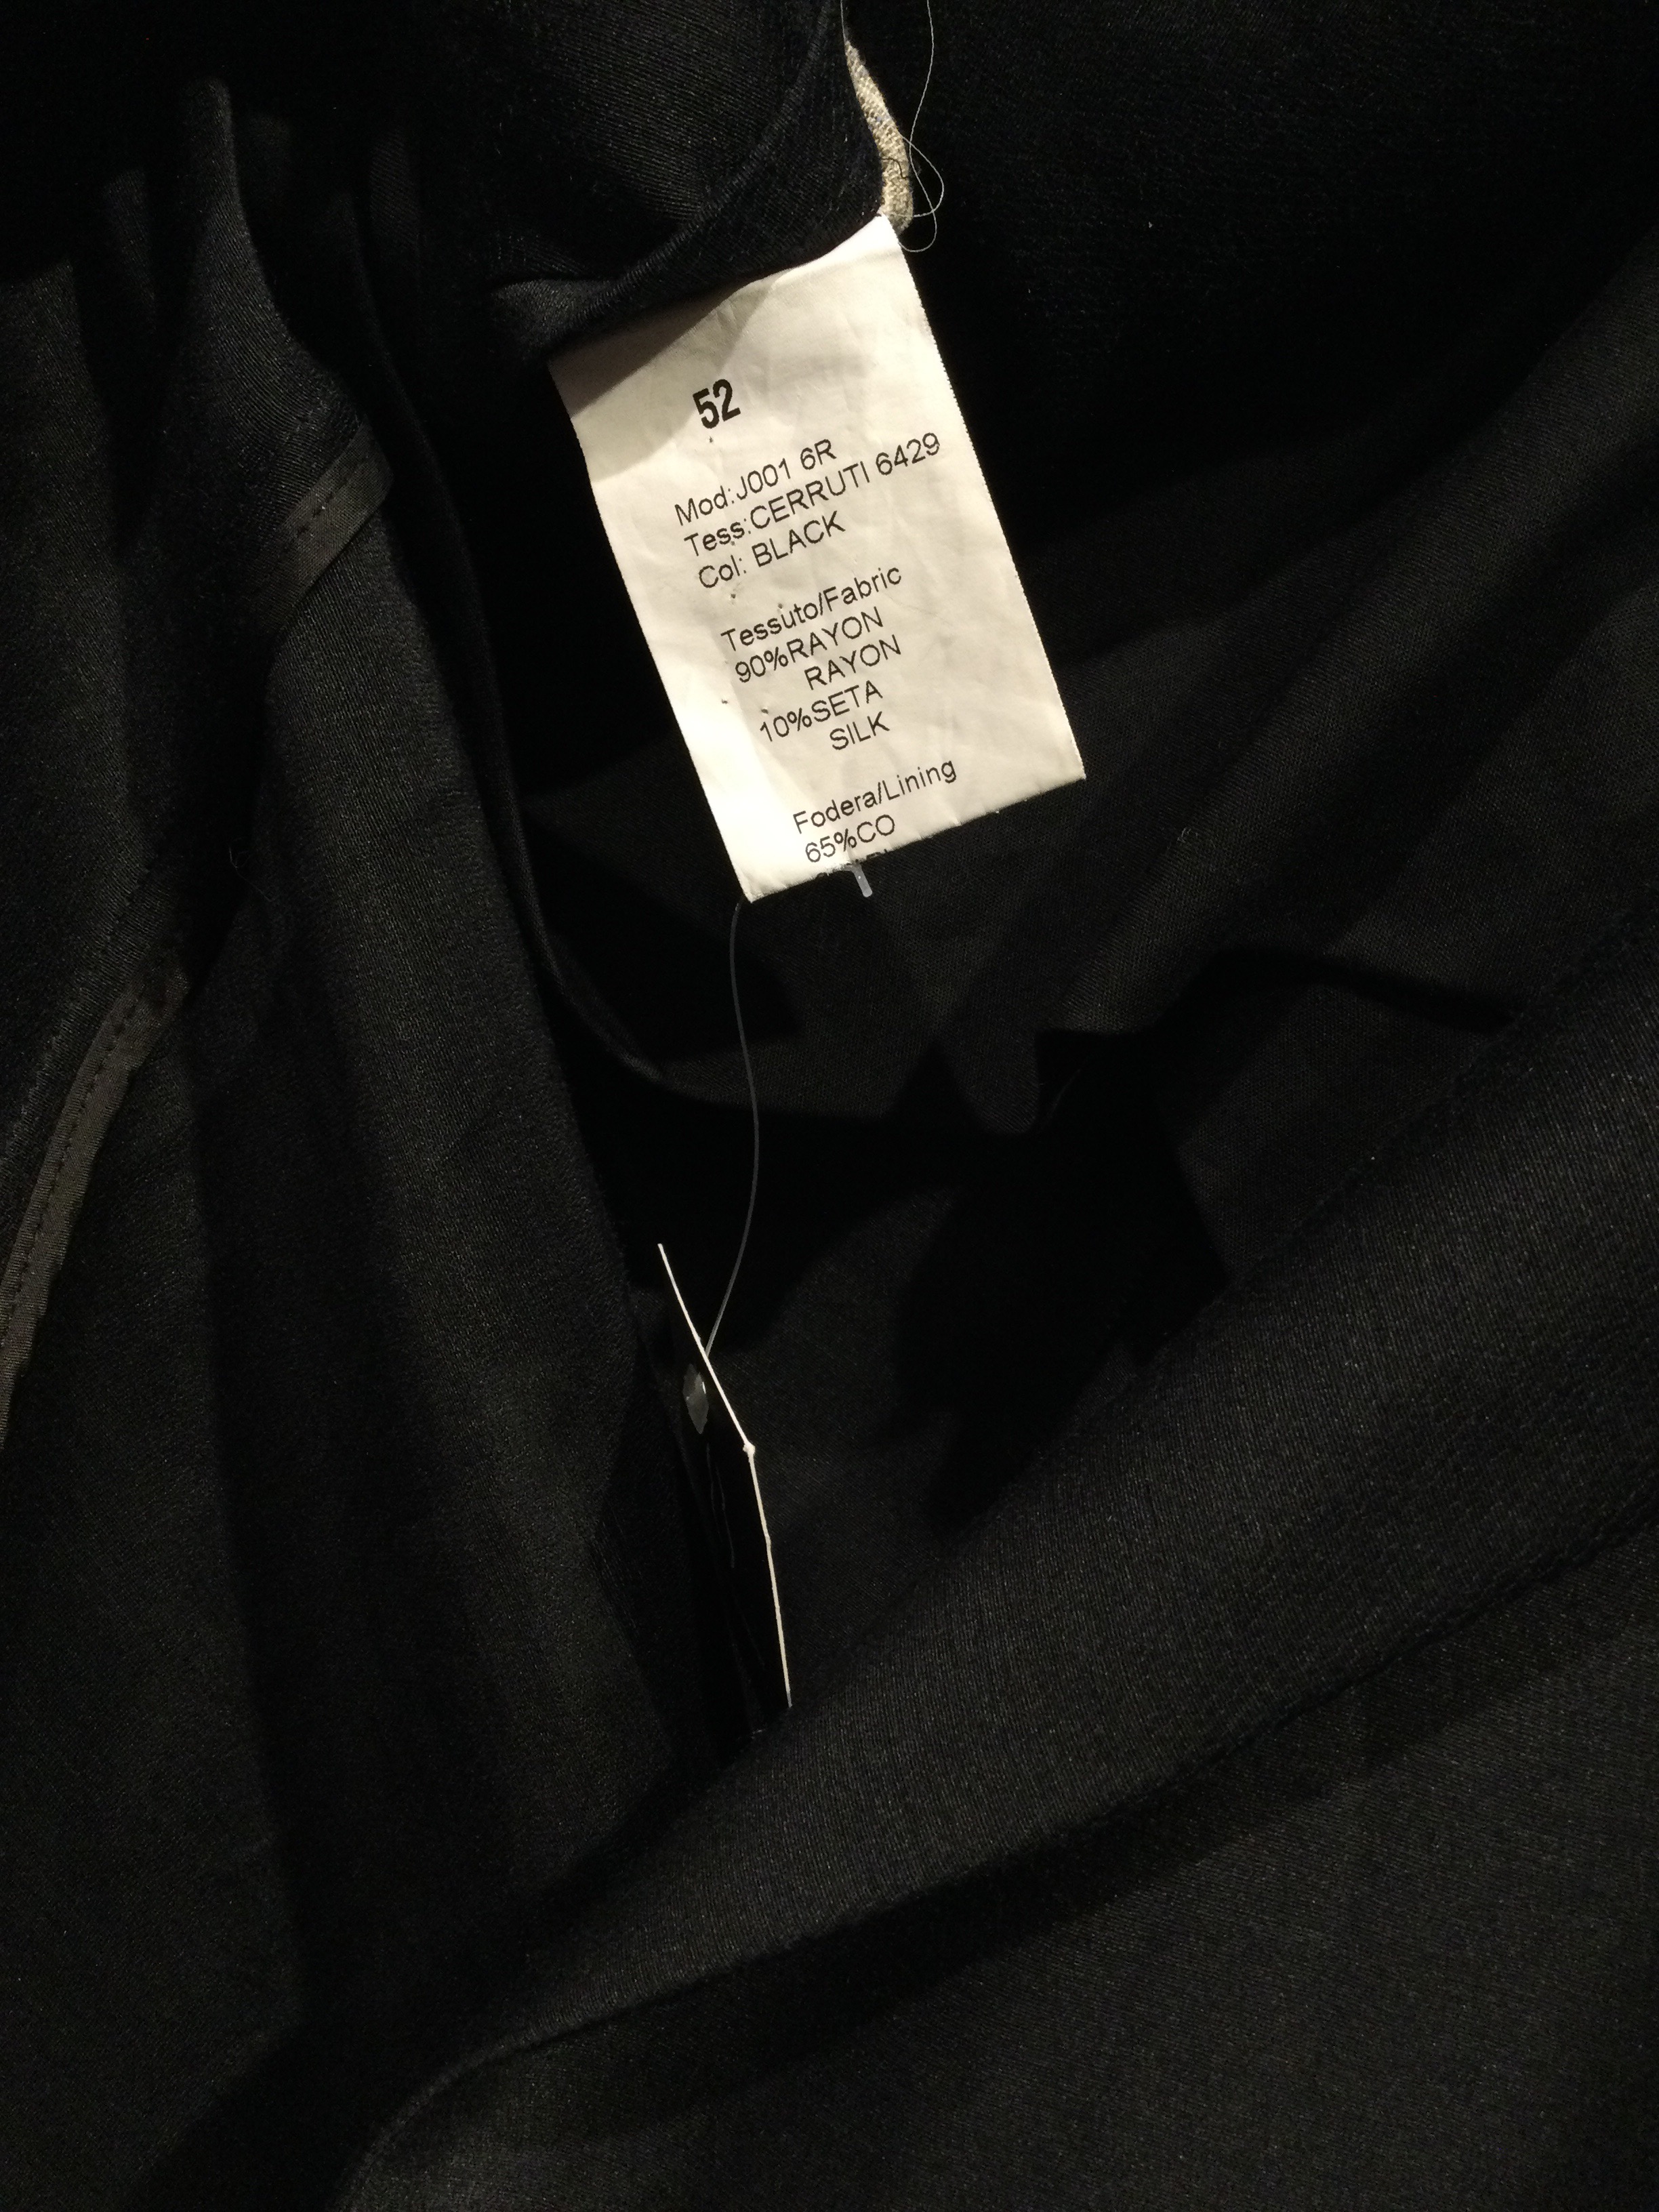 52
Mod:J001 6R
Tess:CERRUTI 6429
Col: BLACK
Tessuto/Fabric
90%RAYON
RAYON
10%SETA
SILK
Fodera/Lining
65%CO